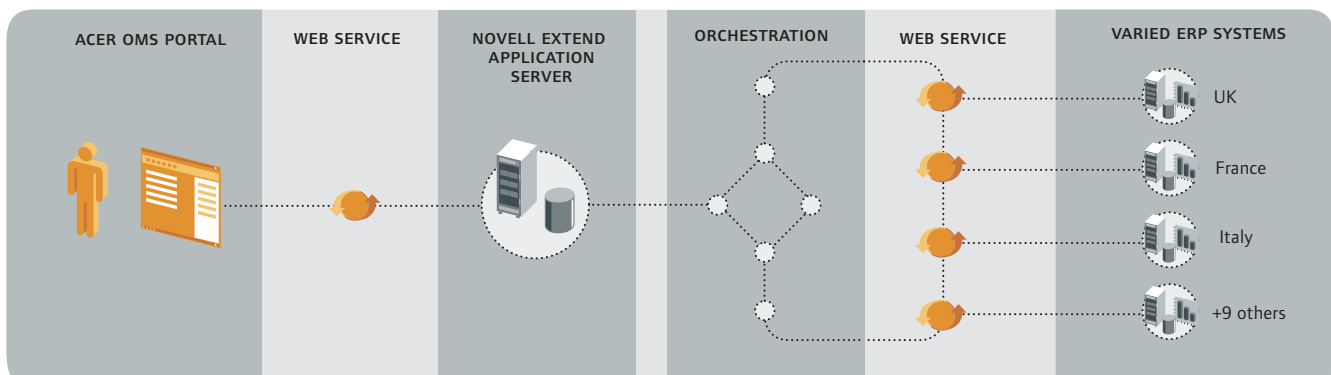 ACER OMS PORTAL
WEB SERVICE
NOVELL EXTEND
APPLICATION
SERVER
ORCHESTRATION
WEB SERVICE
VARIED ERP SYSTEMS
UK
France
Italy
+9 others